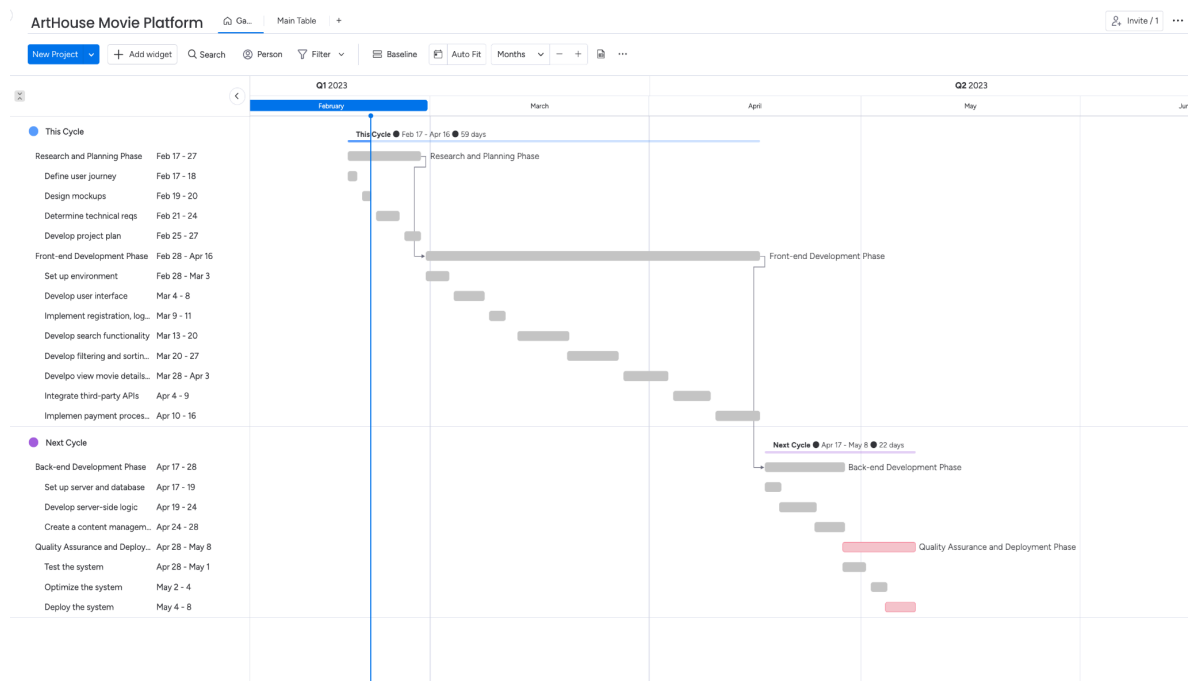 ArtHouse Movie Platform Ga... Main Table + Invite / 1 ...
New Project + Add widget Search Person Filter Baseline Auto Fit Months − + ...
Q1 2023 Q2 2023
February March April May Jun
This Cycle
This Cycle ● Feb 17 - Apr 16 ● 59 days
Research and Planning Phase Feb 17 - 27 Research and Planning Phase
Define user journey Feb 17 - 18
Design mockups Feb 19 - 20
Determine technical reqs Feb 21 - 24
Develop project plan Feb 25 - 27
Front-end Development Phase Feb 28 - Apr 16 Front-end Development Phase
Set up environment Feb 28 - Mar 3
Develop user interface Mar 4 - 8
Implement registration, log... Mar 9 - 11
Develop search functionality Mar 13 - 20
Develop filtering and sortin... Mar 20 - 27
Develpo view movie details... Mar 28 - Apr 3
Integrate third-party APIs Apr 4 - 9
Implemen payment proces... Apr 10 - 16
Next Cycle
Next Cycle ● Apr 17 - May 8 ● 22 days
Back-end Development Phase Apr 17 - 28 Back-end Development Phase
Set up server and database Apr 17 - 19
Develop server-side logic Apr 19 - 24
Create a content managem... Apr 24 - 28
Quality Assurance and Deploy... Apr 28 - May 8 Quality Assurance and Deployment Phase
Test the system Apr 28 - May 1
Optimize the system May 2 - 4
Deploy the system May 4 - 8